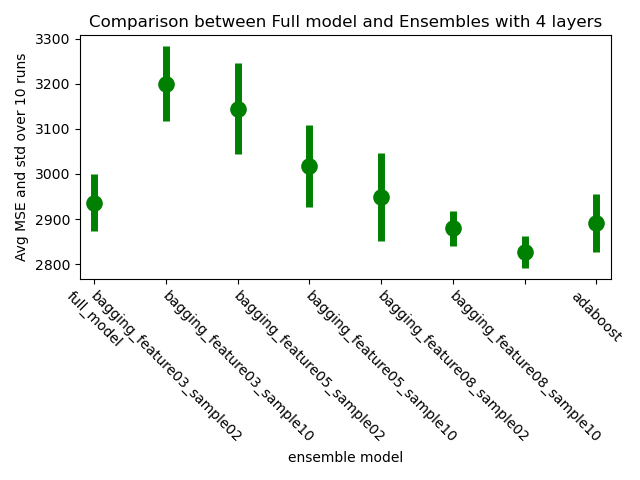 Comparison between Full model and Ensembles with 4 layers
Avg MSE and std over 10 runs
3300
3200
3100
3000
2900
2800
full_model
bagging_feature03_sample02
bagging_feature03_sample10
bagging_feature05_sample02
bagging_feature05_sample10
bagging_feature08_sample02
bagging_feature08_sample10
adaboost
ensemble model